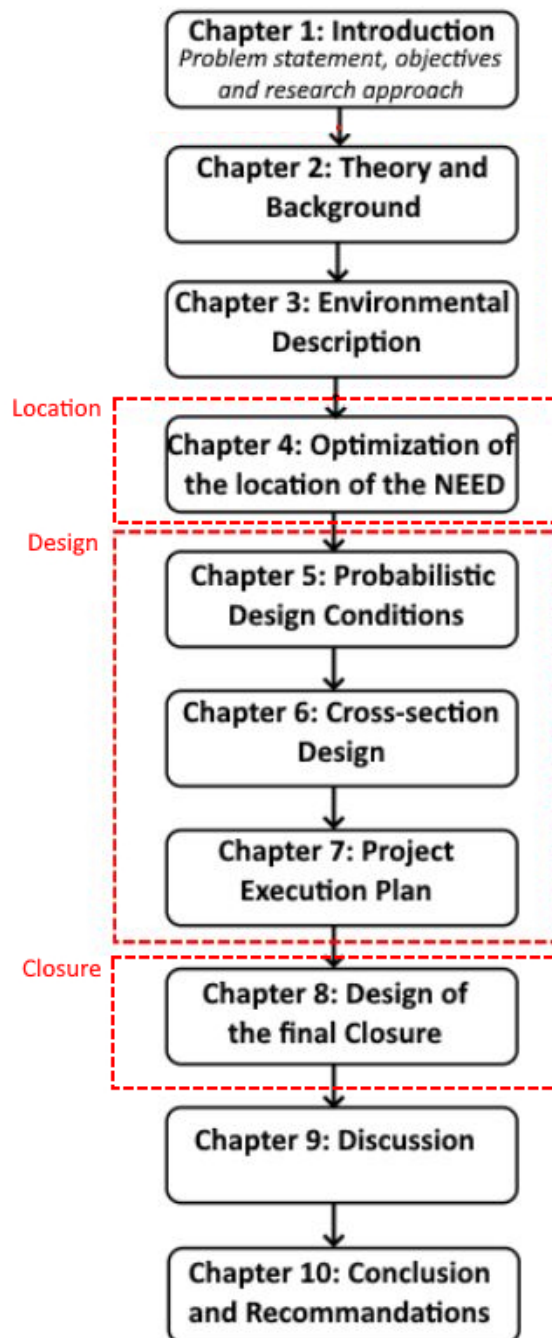 Chapter 1: Introduction
Problem statement, objectives
and research approach
Chapter 2: Theory and
Background
Chapter 3: Environmental
Description
Location
Chapter 4: Optimization of
the location of the NEED
Design
Chapter 5: Probabilistic
Design Conditions
Chapter 6: Cross-section
Design
Chapter 7: Project
Execution Plan
Closure
Chapter 8: Design of
the final Closure
Chapter 9: Discussion
Chapter 10: Conclusion
and Recommandations